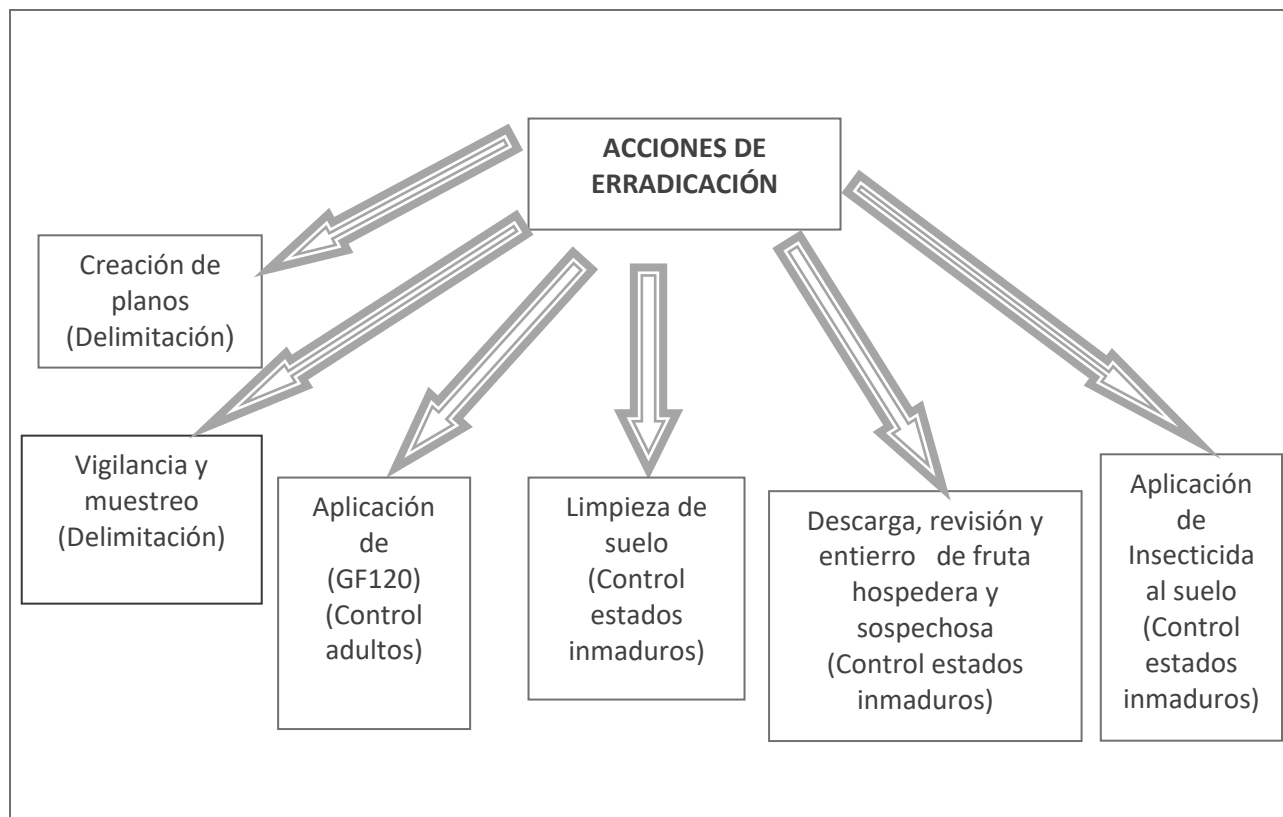 ACCIONES DE
ERRADICACIÓN
Creación de
planos
(Delimitación)
Vigilancia y
muestreo
(Delimitación)
Aplicación
de
(GF120)
(Control
adultos)
Limpieza de
suelo
(Control
estados
inmaduros)
Descarga, revisión y
entierro de fruta
hospedera y
sospechosa
(Control estados
inmaduros)
Aplicación
de
Insecticida
al suelo
(Control
estados
inmaduros)